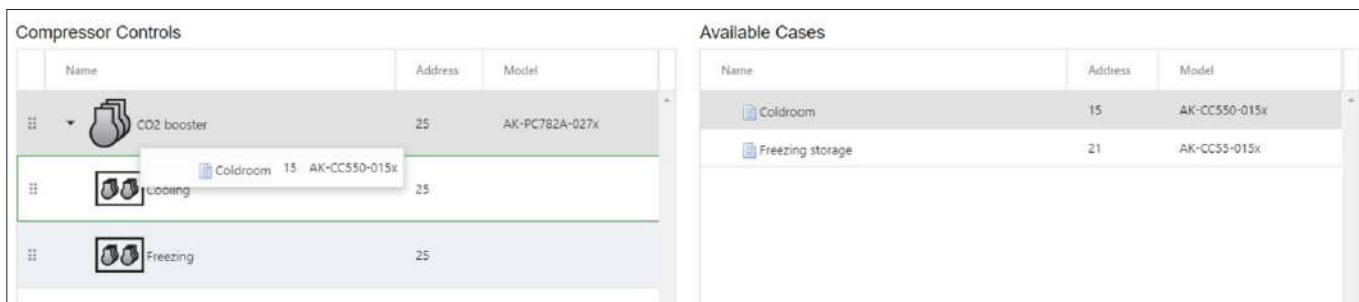 Compressor Controls
Name Address Model
CO2 booster 25 AK-PC782A-027x
Coldroom 15 AK-CC550-015x
Cooling 25
Freezing 25
Available Cases
Name Address Model
Coldroom 15 AK-CC550-015x
Freezing storage 21 AK-CC55-015x